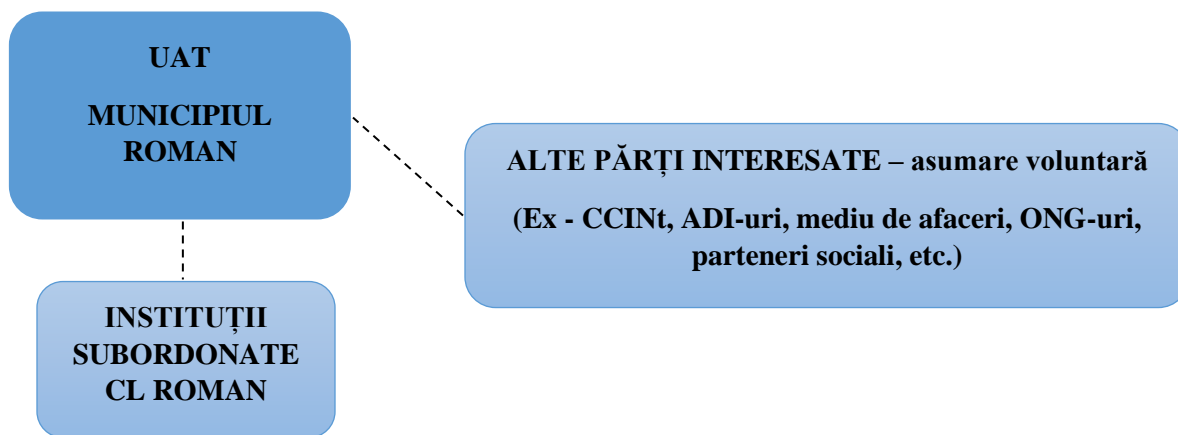 UAT
MUNICIPIUL
ROMAN
ALTE PĂRȚI INTERESATE – asumare voluntară
(Ex - CCINt, ADI-uri, mediu de afaceri, ONG-uri,
parteneri sociali, etc.)
INSTITUȚII
SUBORDONATE
CL ROMAN